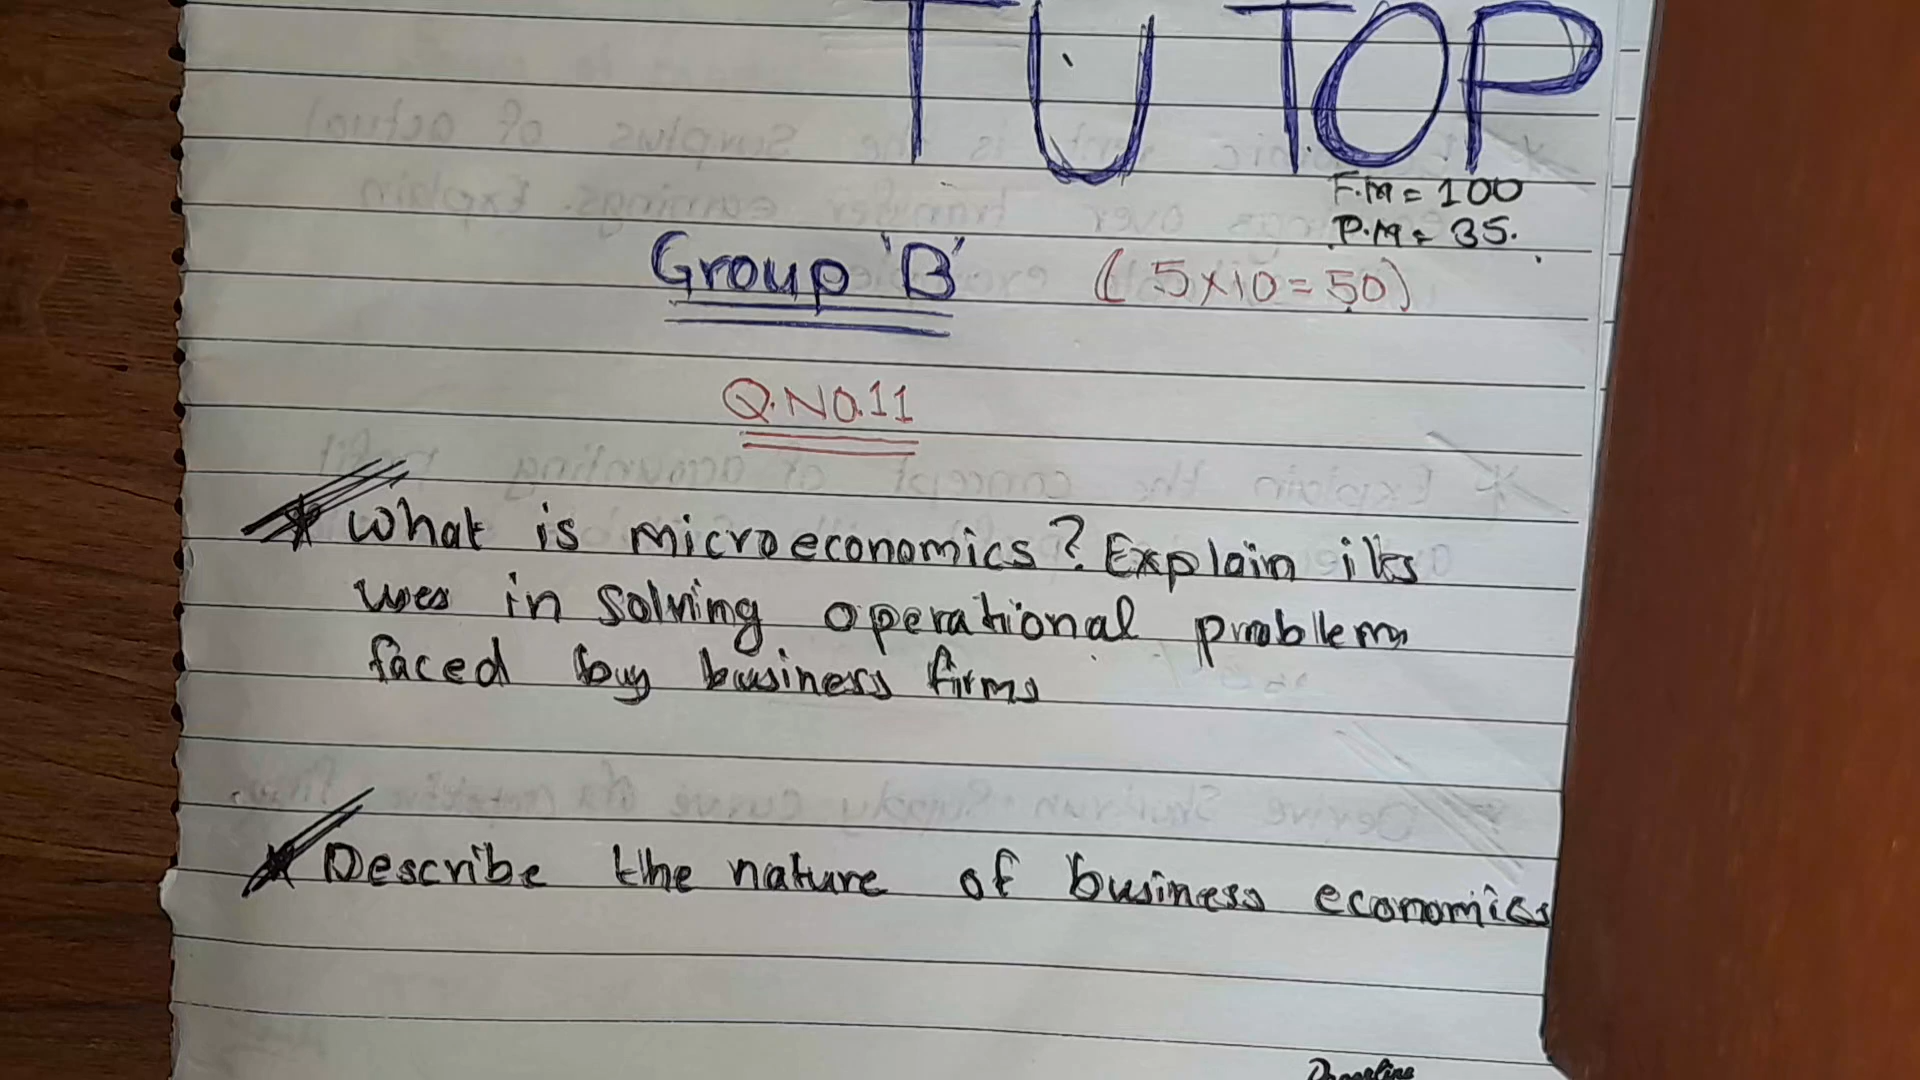 TU TOP
F.M = 100
P.M = 35.
Group 'B' (5×10=50)
Q.NO.11
What is microeconomics? Explain its
uses in solving operational problems
faced buy business firms
Describe the nature of business economics